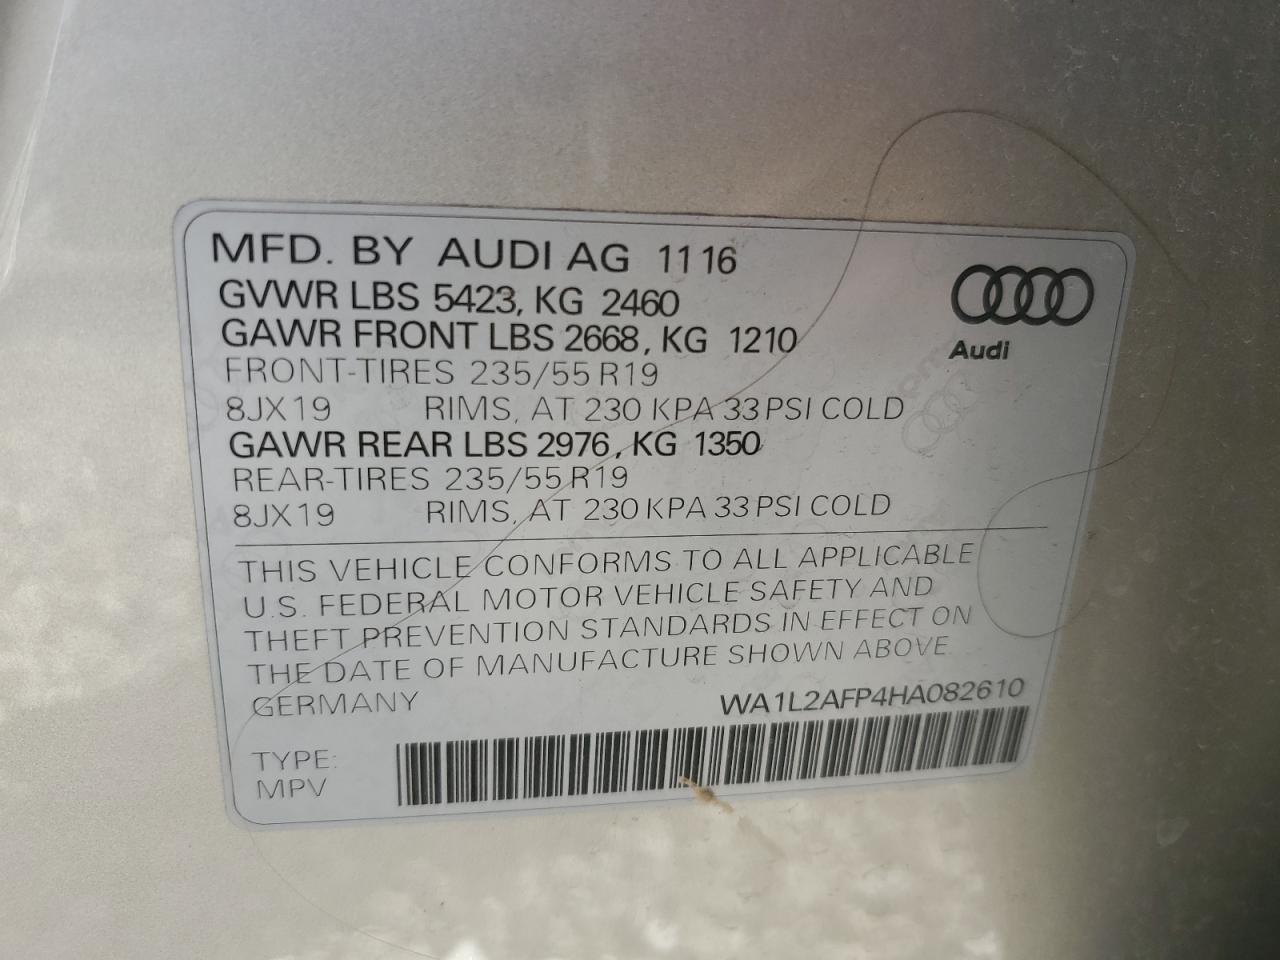 MFD. BY AUDI AG 11 16
GVWR LBS 5423, KG 2460
GAWR FRONT LBS 2668, KG 1210
FRONT-TIRES 235/55 R19
8JX19 RIMS, AT 230 KPA 33 PSI COLD
GAWR REAR LBS 2976, KG 1350
REAR-TIRES 235/55 R19
8JX19 RIMS, AT 230 KPA 33 PSI COLD
Audi
THIS VEHICLE CONFORMS TO ALL APPLICABLE
U.S. FEDERAL MOTOR VEHICLE SAFETY AND
THEFT PREVENTION STANDARDS IN EFFECT ON
THE DATE OF MANUFACTURE SHOWN ABOVE
GERMANY WA1L2AFP4HA082610
TYPE:
MPV